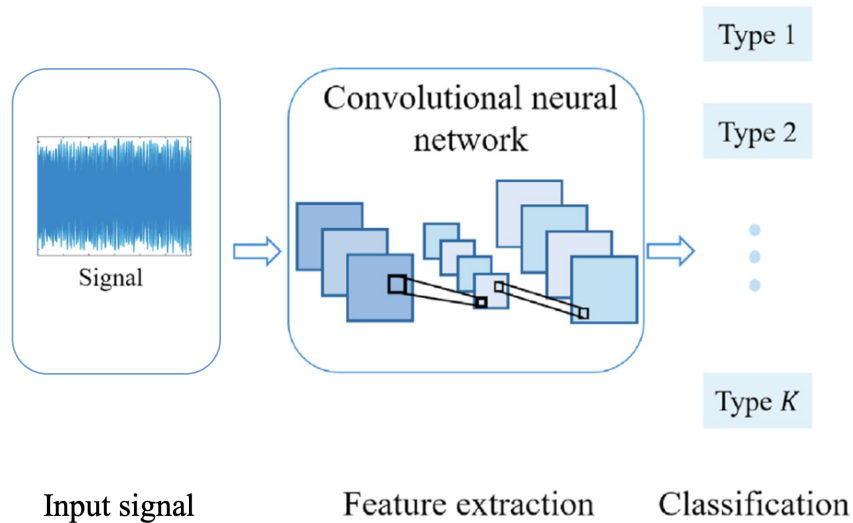 Type 1
Convolutional neural
network
Type 2
Signal
Type K
Input signal
Feature extraction
Classification